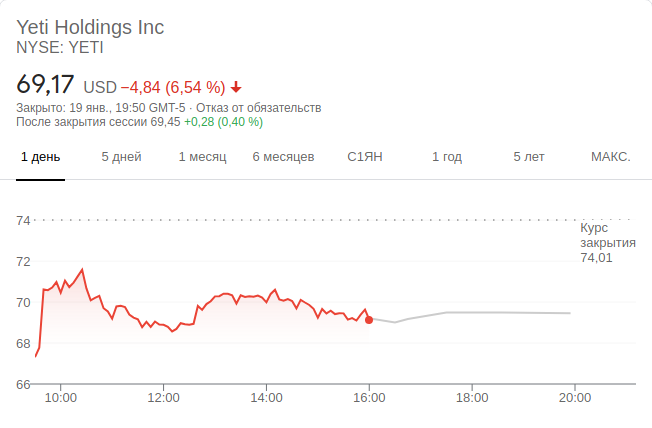 Yeti Holdings Inc
NYSE: YETI
69,17 USD −4,84 (6,54 %)
Закрыто: 19 янв., 19:50 GMT-5 · Отказ от обязательств
После закрытия сессии 69,45 +0,28 (0,40 %)
1 день 5 дней 1 месяц 6 месяцев С1ЯН 1 год 5 лет МАКС.
74
Курс
закрытия
74,01
72
70
68
66
10:00 12:00 14:00 16:00 18:00 20:00